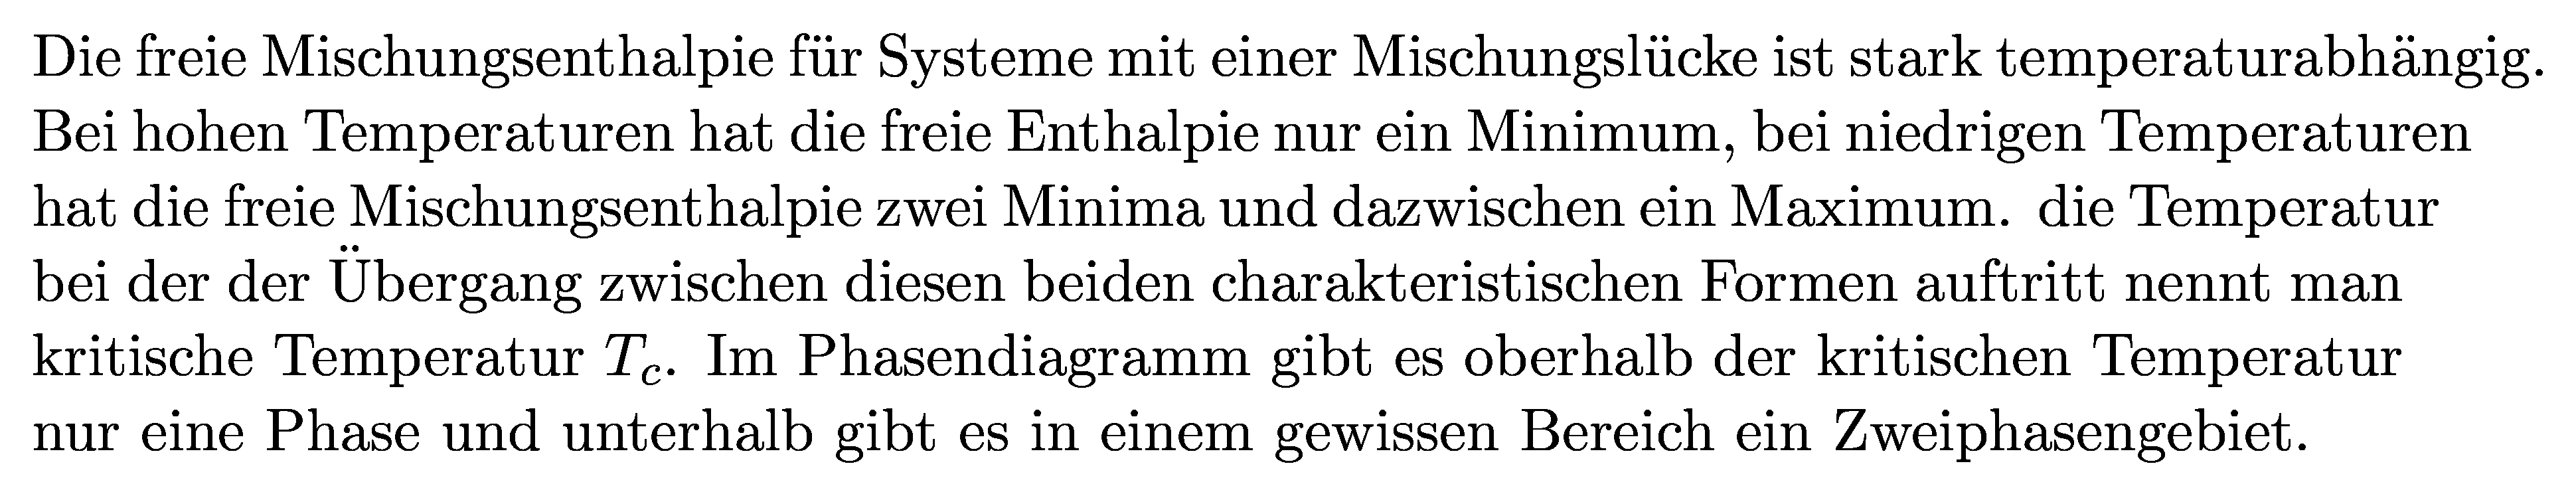 Die freie Mischungsenthalpie für Systeme mit einer Mischungslücke ist stark temperaturabhängig.
Bei hohen Temperaturen hat die freie Enthalpie nur ein Minimum, bei niedrigen Temperaturen
hat die freie Mischungsenthalpie zwei Minima und dazwischen ein Maximum. die Temperatur
bei der der Übergang zwischen diesen beiden charakteristischen Formen auftritt nennt man
kritische Temperatur $T_c$. Im Phasendiagramm gibt es oberhalb der kritischen Temperatur
nur eine Phase und unterhalb gibt es in einem gewissen Bereich ein Zweiphasengebiet.